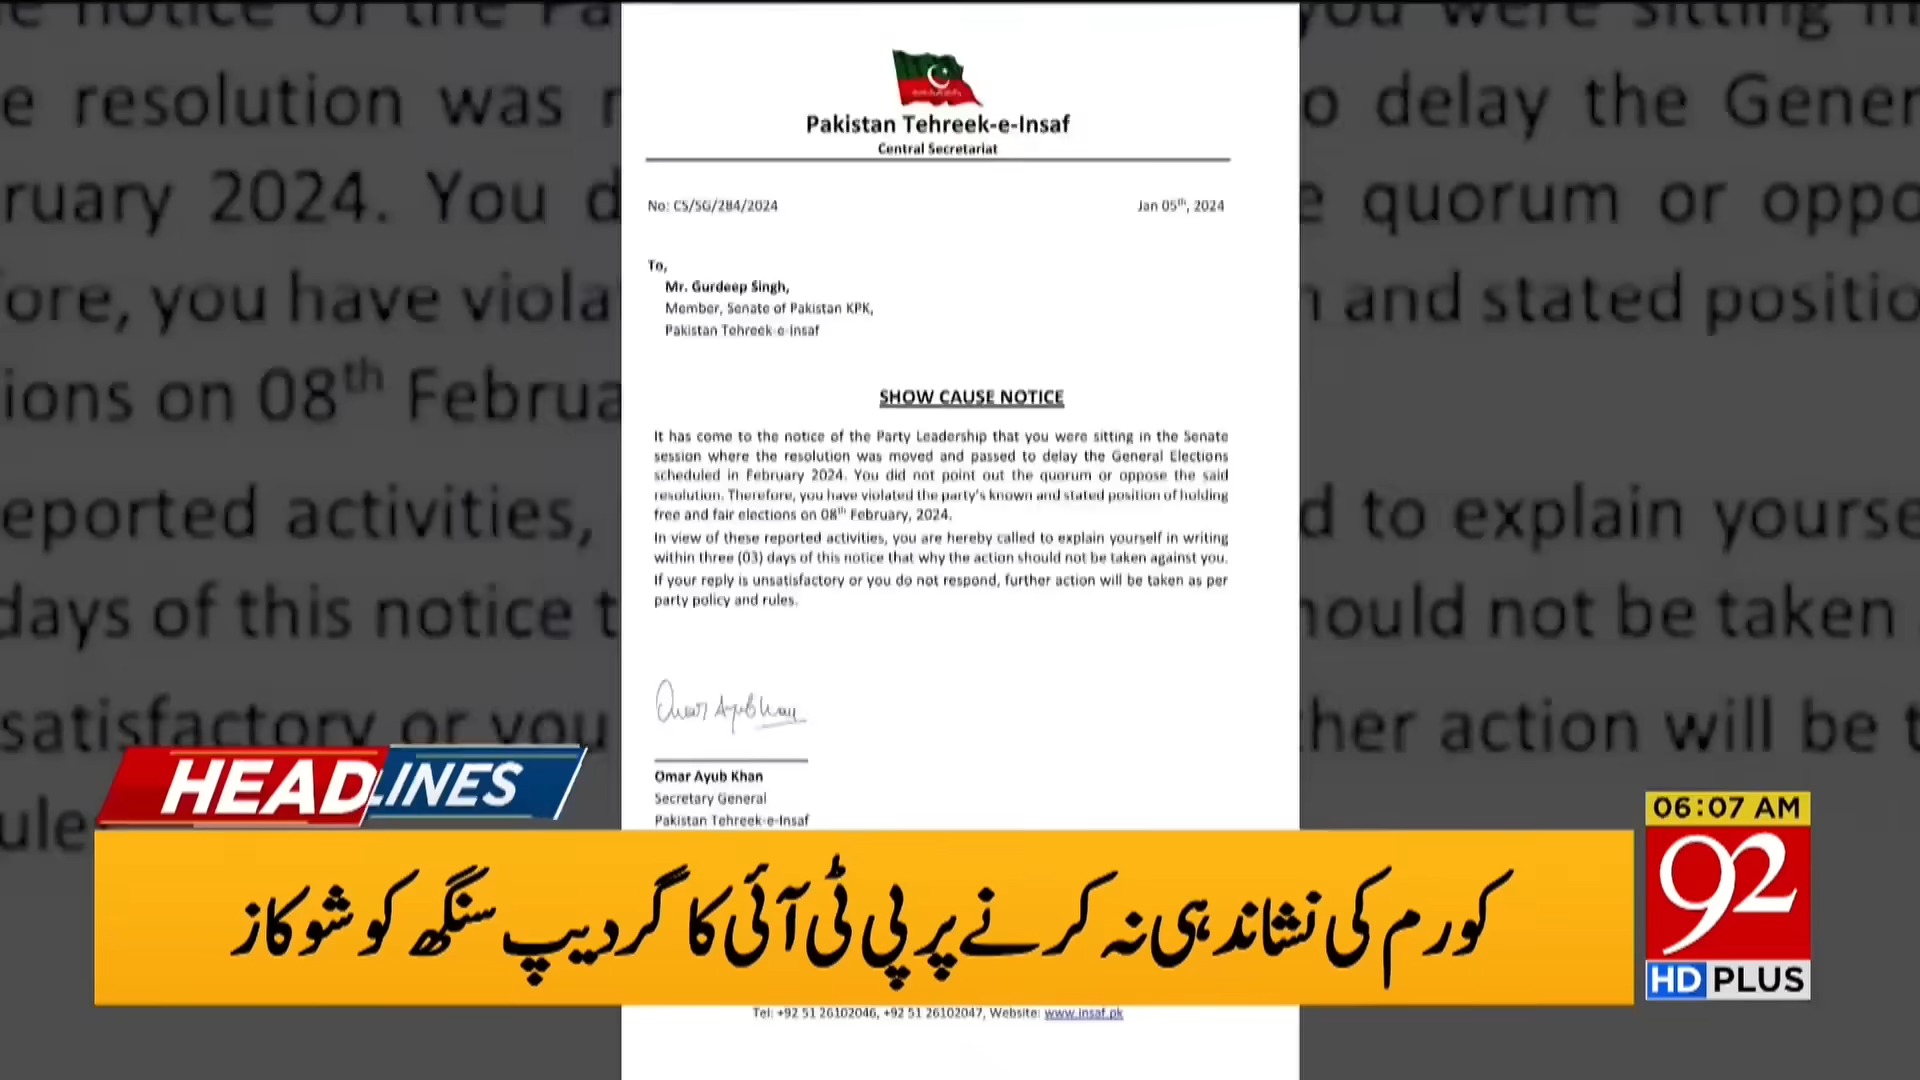 Pakistan Tehreek-e-Insaf
Central Secretariat
No: CS/SG/284/2024
Jan 05th, 2024
To,
Mr. Gurdeep Singh,
Member, Senate of Pakistan KPK,
Pakistan Tehreek-e-Insaf
SHOW CAUSE NOTICE
It has come to the notice of the Party Leadership that you were sitting in the Senate
session where the resolution was moved and passed to delay the General Elections
scheduled in February 2024. You did not point out the quorum or oppose the said
resolution. Therefore, you have violated the party's known and stated position of holding
free and fair elections on 08th February, 2024.
In view of these reported activities, you are hereby called to explain yourself in writing
within three (03) days of this notice that why the action should not be taken against you.
If your reply is unsatisfactory or you do not respond, further action will be taken as per
party policy and rules.
Omar Ayub Khan
Omar Ayub Khan
Secretary General
Pakistan Tehreek-e-Insaf
HEADLINES
کورم کی نشاندہی نہ کرنے پر پی ٹی آئی کا گردیپ سنگھ کو شوکاز
06:07 AM
92
HD PLUS
Tel: +92 51 26102046, +92 51 26102047, Website: www.insaf.pk